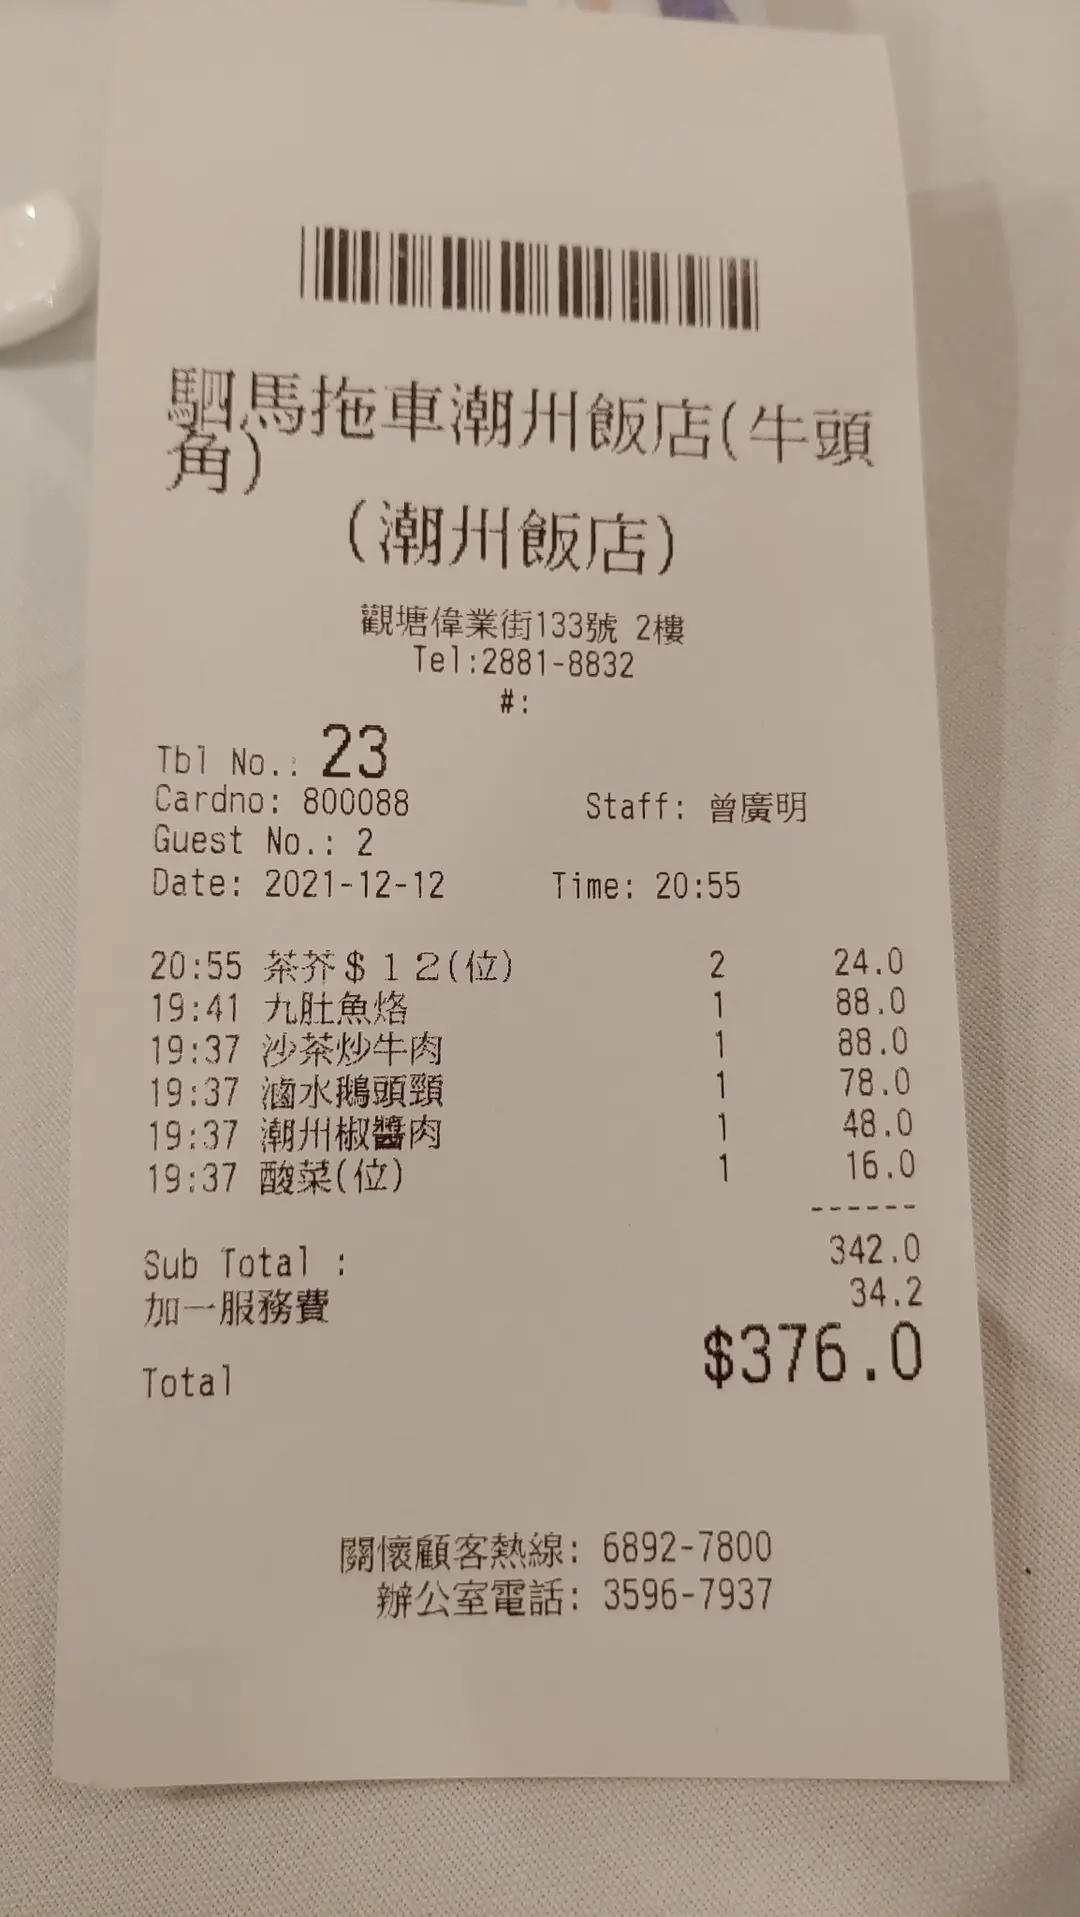 駟馬拖車潮州飯店(牛頭
角)
(潮州飯店)
觀塘偉業街133號 2樓
Tel:2881-8832
#:
Tbl No.: 23
Cardno: 800088 Staff: 曾廣明
Guest No.: 2
Date: 2021-12-12 Time: 20:55
20:55 茶芥＄１２(位) 2 24.0
19:41 九肚魚烙 1 88.0
19:37 沙茶炒牛肉 1 88.0
19:37 滷水鵝頭頸 1 78.0
19:37 潮州椒醬肉 1 48.0
19:37 酸菜(位) 1 16.0
------
Sub Total : 342.0
加一服務費 34.2
Total $376.0
關懷顧客熱線: 6892-7800
辦公室電話: 3596-7937